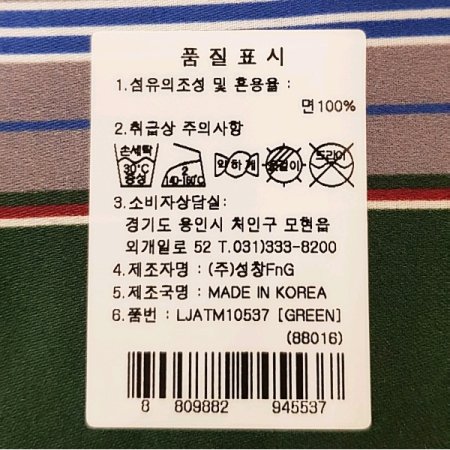 품 질 표 시
1.섬유의조성 및 혼용율 :
면100%
2.취급상 주의사항
손세탁
30°C
중성
2
140-160°C
약하게
옷걸이
드라이
3.소비자상담실:
경기도 용인시 처인구 모현읍
외개일로 52 T.031)333-8200
4.제조자명 : (주)성창FnG
5.제조국명 : MADE IN KOREA
6.품번 : LJATM10537 [GREEN]
(88016)
8 809882 945537